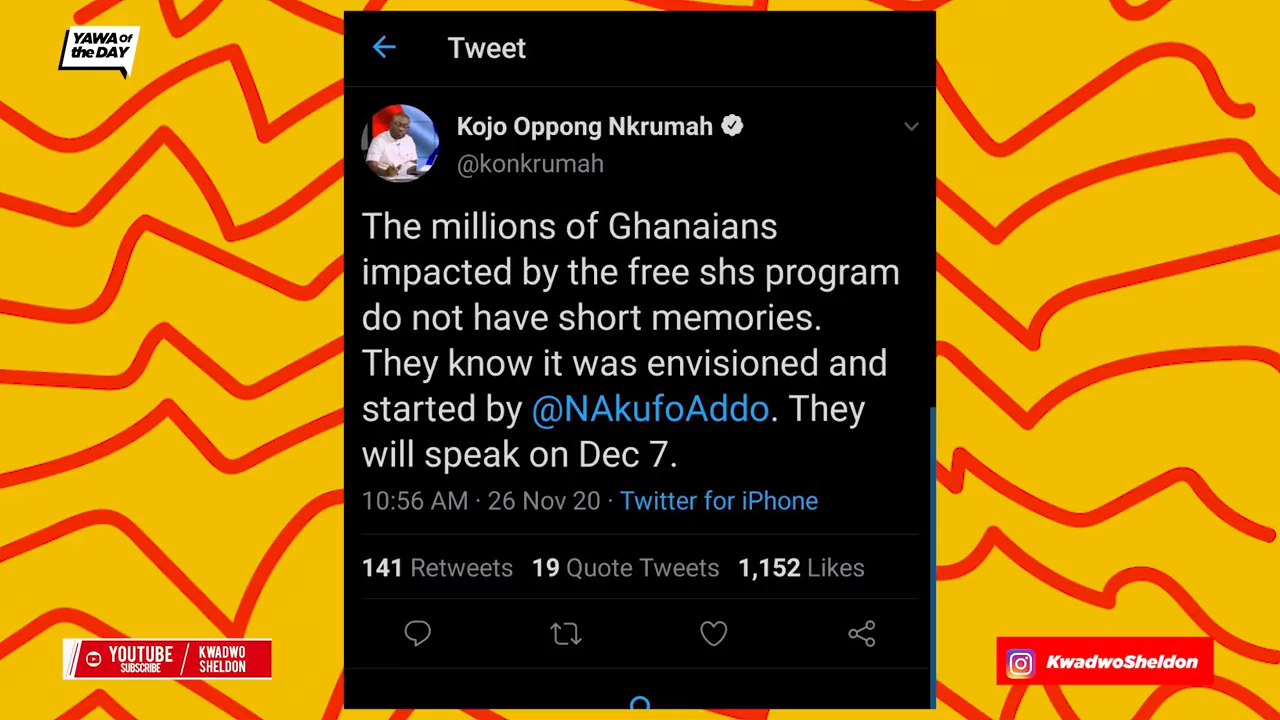 YAWA of
the DAY
Tweet
Kojo Oppong Nkrumah
@konkrumah
The millions of Ghanaians
impacted by the free shs program
do not have short memories.
They know it was envisioned and
started by @NAkufoAddo. They
will speak on Dec 7.
10:56 AM · 26 Nov 20 · Twitter for iPhone
141 Retweets 19 Quote Tweets 1,152 Likes
YOUTUBE
SUBSCRIBE
KWADWO
SHELDON
KwadwoSheldon